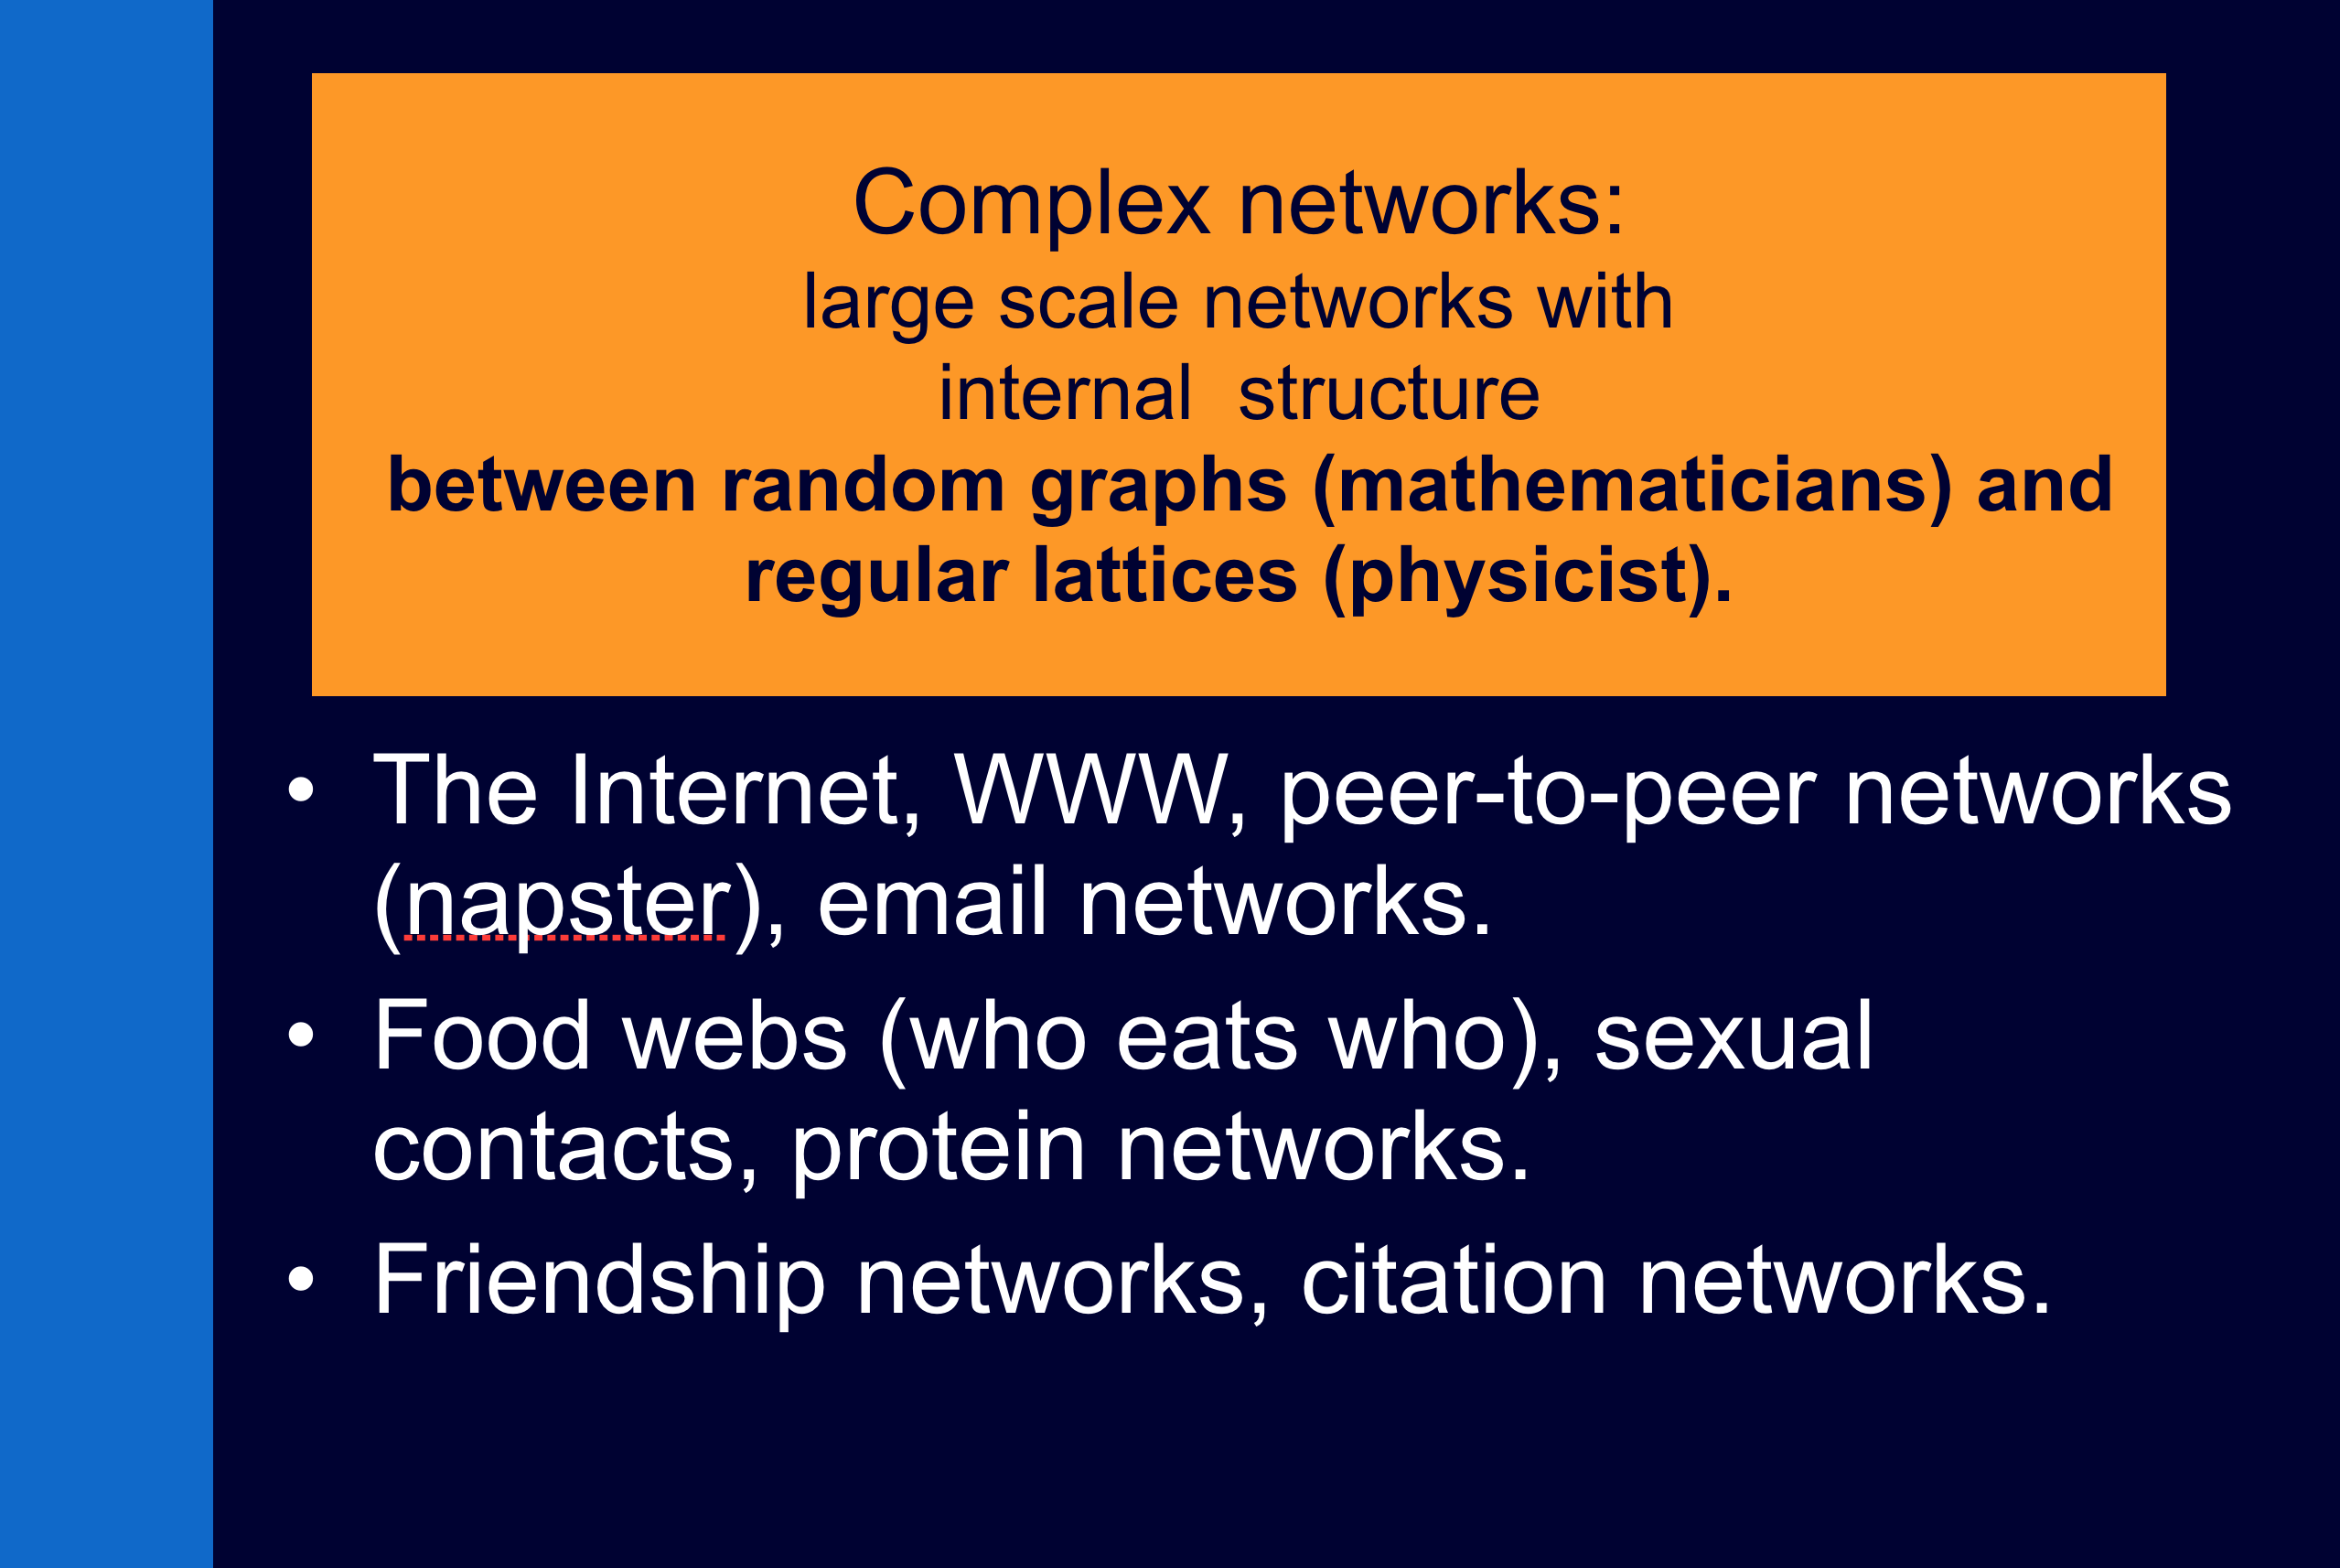 Complex networks:
large scale networks with
internal  structure
between random graphs (mathematicians) and
regular lattices (physicist).
• The Internet, WWW, peer-to-peer networks
(napster), email networks.
• Food webs (who eats who), sexual
contacts, protein networks.
• Friendship networks, citation networks.